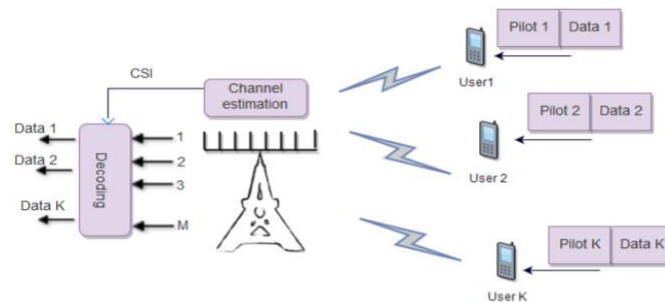 Pilot 1 Data 1
User1
CSI
Channel
estimation
Data 1
Data 2
Data K
Decoding
1
2
3
M
Pilot 2 Data 2
User 2
Pilot K Data K
User K